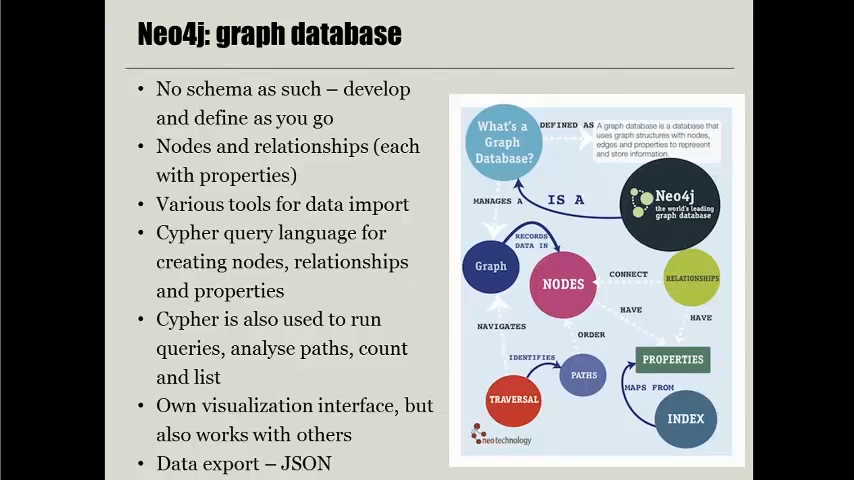 Neo4j: graph database
• No schema as such – develop
and define as you go
• Nodes and relationships (each
with properties)
• Various tools for data import
• Cypher query language for
creating nodes, relationships
and properties
• Cypher is also used to run
queries, analyse paths, count
and list
• Own visualization interface, but
also works with others
• Data export – JSON
What's a
Graph
Database?
DEFINED AS
A graph database is a database that
uses graph structures with nodes,
edges and properties to represent
and store information.
MANAGES A
IS A
Neo4j
the world's leading
graph database
RECORDS
DATA IN
Graph
NODES
CONNECT
RELATIONSHIPS
HAVE
HAVE
NAVIGATES
ORDER
IDENTIFIES
PATHS
PROPERTIES
TRAVERSAL
MAPS FROM
INDEX
neotechnology